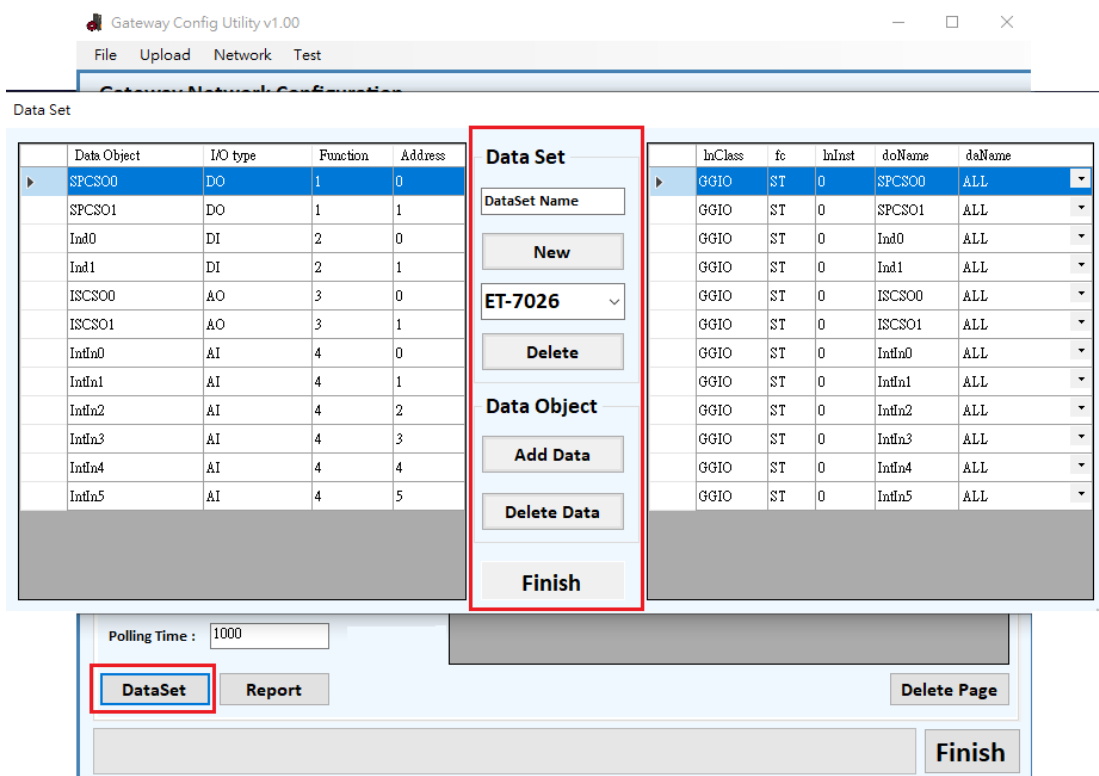 Gateway Config Utility v1.00
File Upload Network Test
Gateway Network Configuration
Data Set
Data Object I/O type Function Address
SPCSO0 DO 1 0
SPCSO1 DO 1 1
Ind0 DI 2 0
Ind1 DI 2 1
ISCSO0 AO 3 0
ISCSO1 AO 3 1
IntIn0 AI 4 0
IntIn1 AI 4 1
IntIn2 AI 4 2
IntIn3 AI 4 3
IntIn4 AI 4 4
IntIn5 AI 4 5
Data Set
DataSet Name
New
ET-7026
Delete
Data Object
Add Data
Delete Data
Finish
lnClass fc lnInst doName daName
GGIO ST 0 SPCSO0 ALL
GGIO ST 0 SPCSO1 ALL
GGIO ST 0 Ind0 ALL
GGIO ST 0 Ind1 ALL
GGIO ST 0 ISCSO0 ALL
GGIO ST 0 ISCSO1 ALL
GGIO ST 0 IntIn0 ALL
GGIO ST 0 IntIn1 ALL
GGIO ST 0 IntIn2 ALL
GGIO ST 0 IntIn3 ALL
GGIO ST 0 IntIn4 ALL
GGIO ST 0 IntIn5 ALL
Polling Time : 1000
DataSet Report Delete Page
Finish